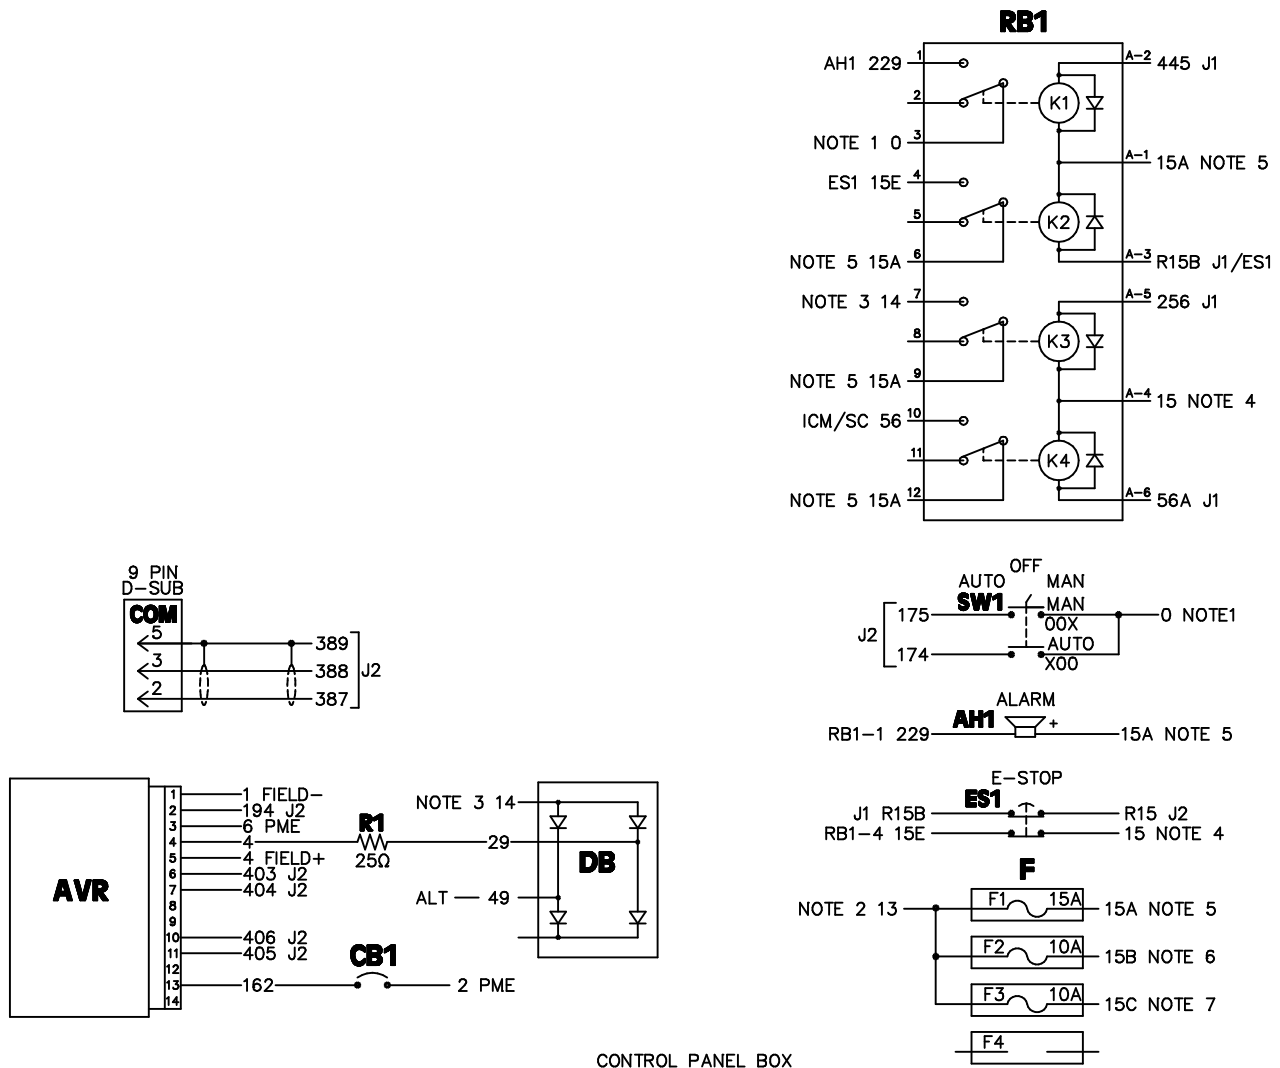 RB1
AH1 229 1
2
NOTE 1 0 3
ES1 15E 4
5
NOTE 5 15A 6
NOTE 3 14 7
8
NOTE 5 15A 9
ICM/SC 56 10
11
NOTE 5 15A 12
K1
K2
K3
K4
A-2 445 J1
A-1 15A NOTE 5
A-3 R15B J1/ES1
A-5 256 J1
A-4 15 NOTE 4
A-6 56A J1
9 PIN
D-SUB
COM
5 389
3 388 J2
2 387
OFF
AUTO MAN
SW1 MAN
175 00X 0 NOTE1
J2
174 AUTO
X00
ALARM
AH1 +
RB1-1 229 15A NOTE 5
E-STOP
ES1
J1 R15B R15 J2
RB1-4 15E 15 NOTE 4
F
NOTE 2 13
F1 15A 15A NOTE 5
F2 10A 15B NOTE 6
F3 10A 15C NOTE 7
F4
AVR
1 1 FIELD-
2 194 J2
3 6 PME
4 4
5 4 FIELD+
6 403 J2
7 404 J2
8
9
10 406 J2
11 405 J2
12
13 162
14
R1
25Ω
CB1
2 PME
NOTE 3 14
29
ALT 49
DB
CONTROL PANEL BOX